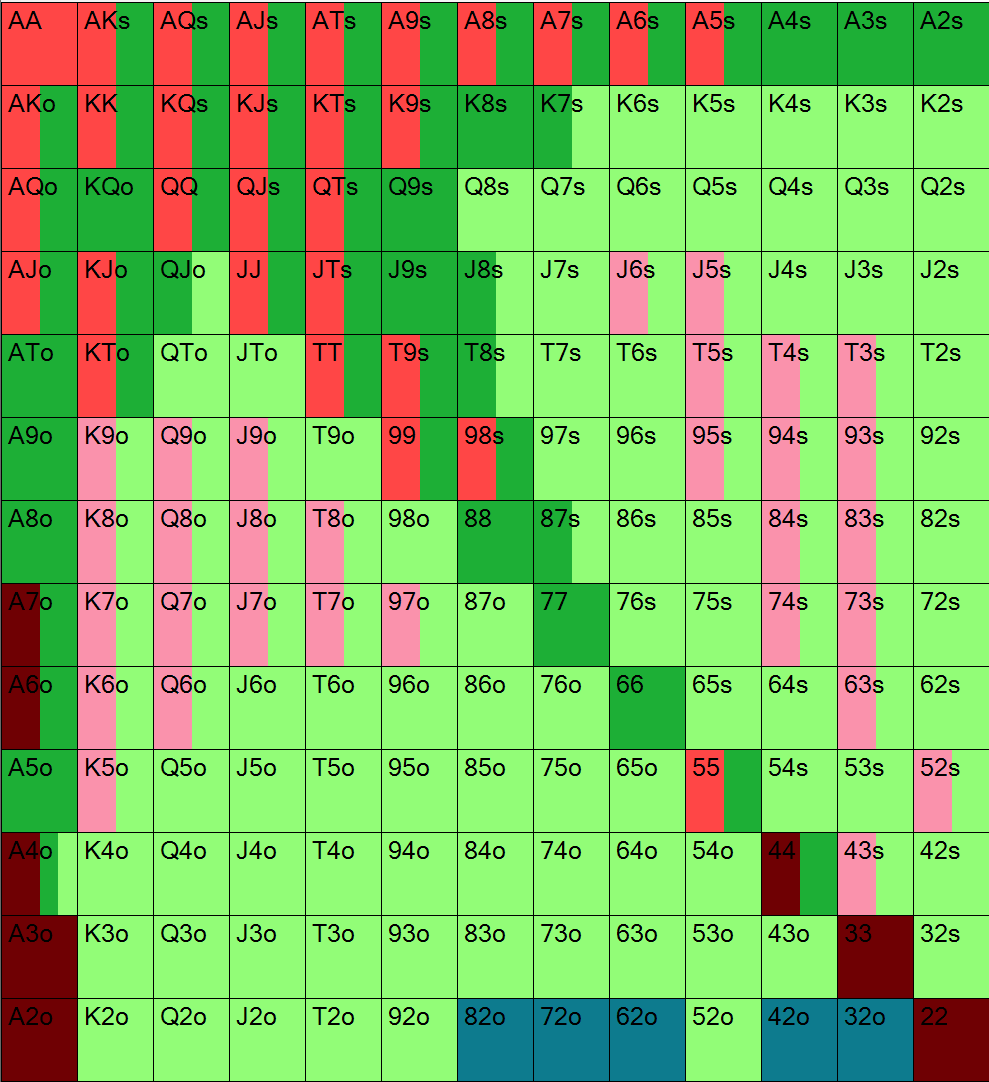 AA AKs AQs AJs ATs A9s A8s A7s A6s A5s A4s A3s A2s
AKo KK KQs KJs KTs K9s K8s K7s K6s K5s K4s K3s K2s
AQo KQo QQ QJs QTs Q9s Q8s Q7s Q6s Q5s Q4s Q3s Q2s
AJo KJo QJo JJ JTs J9s J8s J7s J6s J5s J4s J3s J2s
ATo KTo QTo JTo TT T9s T8s T7s T6s T5s T4s T3s T2s
A9o K9o Q9o J9o T9o 99 98s 97s 96s 95s 94s 93s 92s
A8o K8o Q8o J8o T8o 98o 88 87s 86s 85s 84s 83s 82s
A7o K7o Q7o J7o T7o 97o 87o 77 76s 75s 74s 73s 72s
A6o K6o Q6o J6o T6o 96o 86o 76o 66 65s 64s 63s 62s
A5o K5o Q5o J5o T5o 95o 85o 75o 65o 55 54s 53s 52s
A4o K4o Q4o J4o T4o 94o 84o 74o 64o 54o 44 43s 42s
A3o K3o Q3o J3o T3o 93o 83o 73o 63o 53o 43o 33 32s
A2o K2o Q2o J2o T2o 92o 82o 72o 62o 52o 42o 32o 22